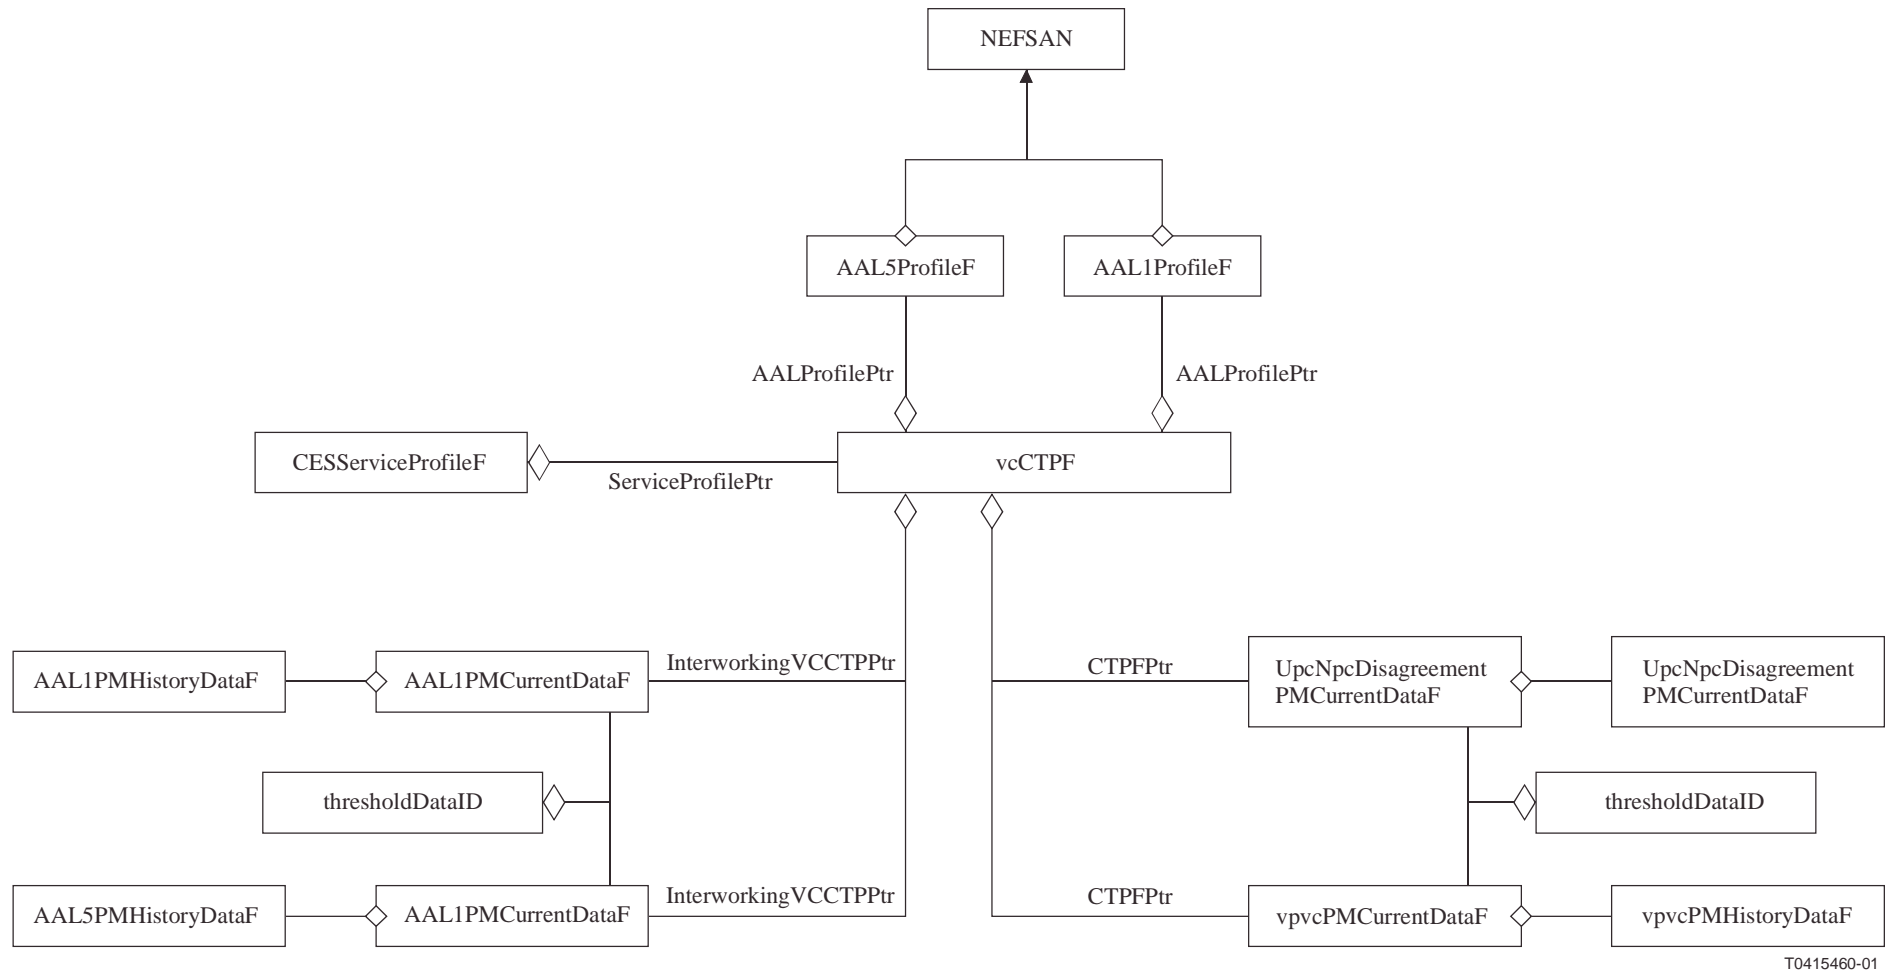 NEFSAN
AAL5ProfileF
AAL1ProfileF
AALProfilePtr
AALProfilePtr
CESServiceProfileF
vcCTPF
ServiceProfilePtr
InterworkingVCCTPPtr
CTPFPtr
AAL1PMHistoryDataF
AAL1PMCurrentDataF
UpcNpcDisagreement
PMCurrentDataF
UpcNpcDisagreement
PMCurrentDataF
thresholdDataID
thresholdDataID
InterworkingVCCTPPtr
CTPFPtr
AAL5PMHistoryDataF
AAL1PMCurrentDataF
vpvcPMCurrentDataF
vpvcPMHistoryDataF
T0415460-01